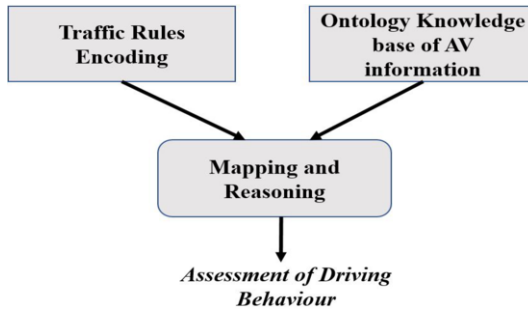 Traffic Rules
Encoding
Ontology Knowledge
base of AV
information
Mapping and
Reasoning
Assessment of Driving
Behaviour